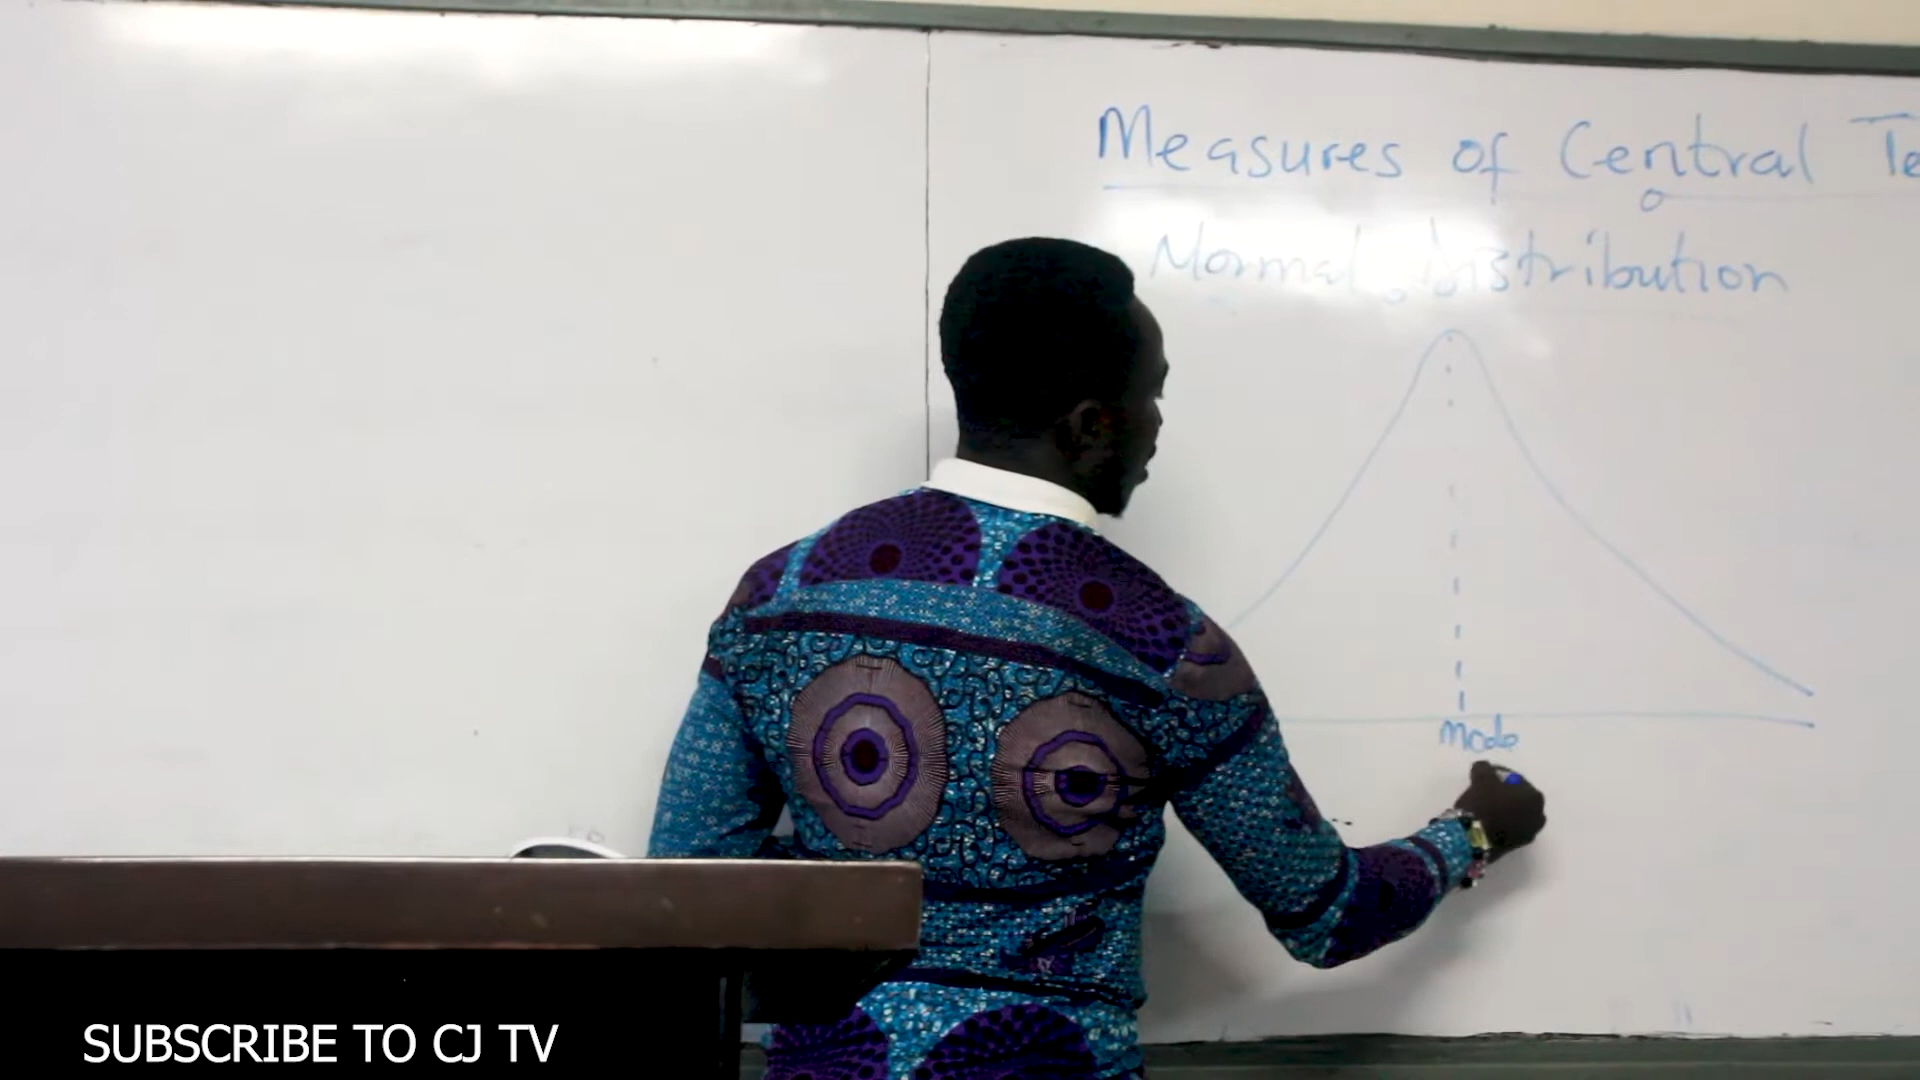 Measures of Central Te
Normal distribution
Mode
SUBSCRIBE TO CJ TV